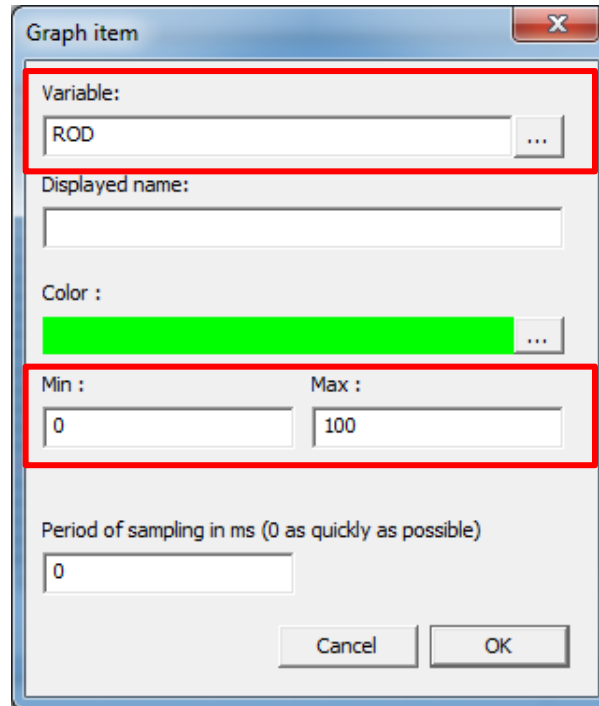 Graph item
Variable:
ROD
...
Displayed name:
Color :
...
Min :
Max :
0
100
Period of sampling in ms (0 as quickly as possible)
0
Cancel
OK